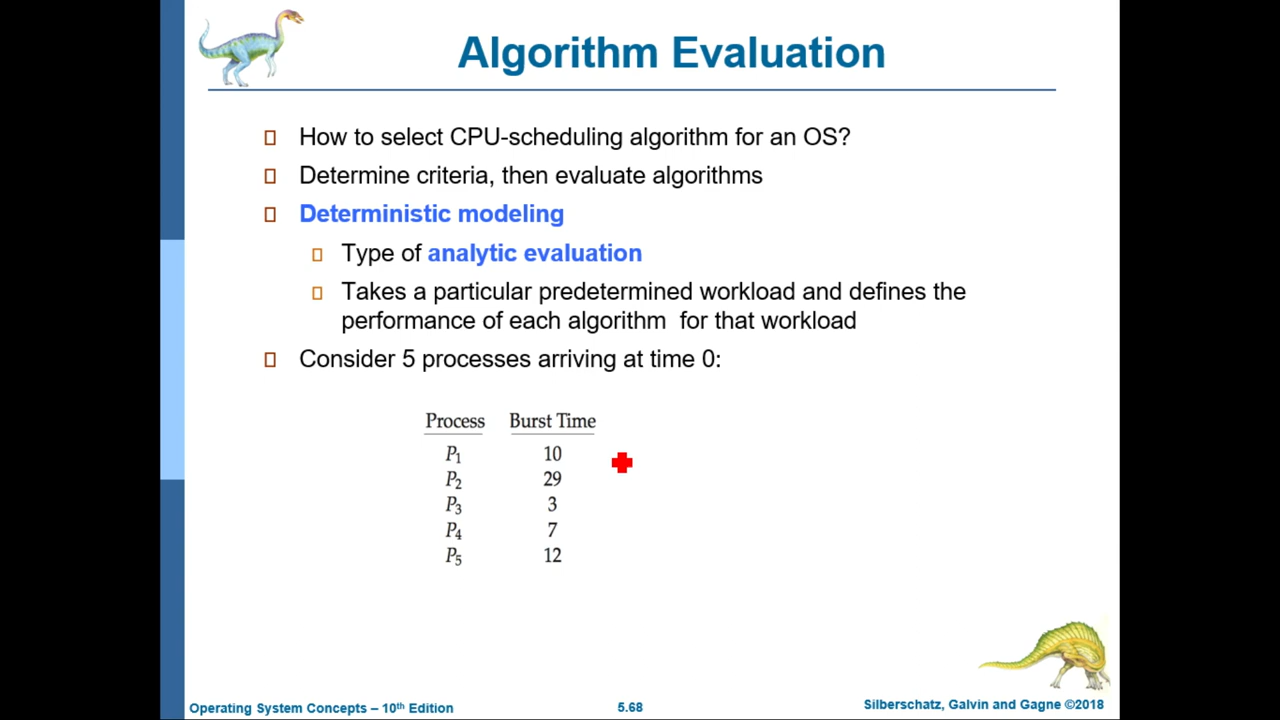 Algorithm Evaluation
How to select CPU-scheduling algorithm for an OS?
Determine criteria, then evaluate algorithms
Deterministic modeling
Type of analytic evaluation
Takes a particular predetermined workload and defines the
performance of each algorithm for that workload
Consider 5 processes arriving at time 0:
Process Burst Time
P1 10
P2 29
P3 3
P4 7
P5 12
Operating System Concepts – 10th Edition 5.68 Silberschatz, Galvin and Gagne ©2018